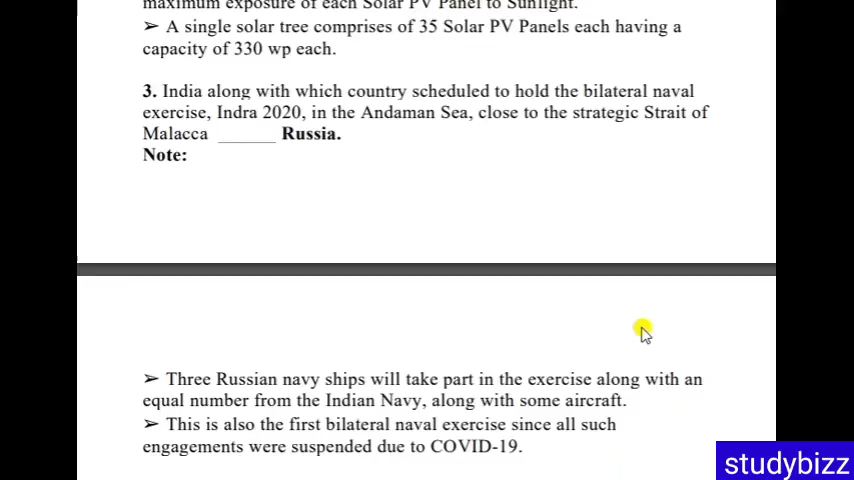 maximum exposure of each Solar PV Panel to Sunlight.
➢ A single solar tree comprises of 35 Solar PV Panels each having a
capacity of 330 wp each.
3. India along with which country scheduled to hold the bilateral naval
exercise, Indra 2020, in the Andaman Sea, close to the strategic Strait of
Malacca ______ Russia.
Note:
➢ Three Russian navy ships will take part in the exercise along with an
equal number from the Indian Navy, along with some aircraft.
➢ This is also the first bilateral naval exercise since all such
engagements were suspended due to COVID-19.
studybizz